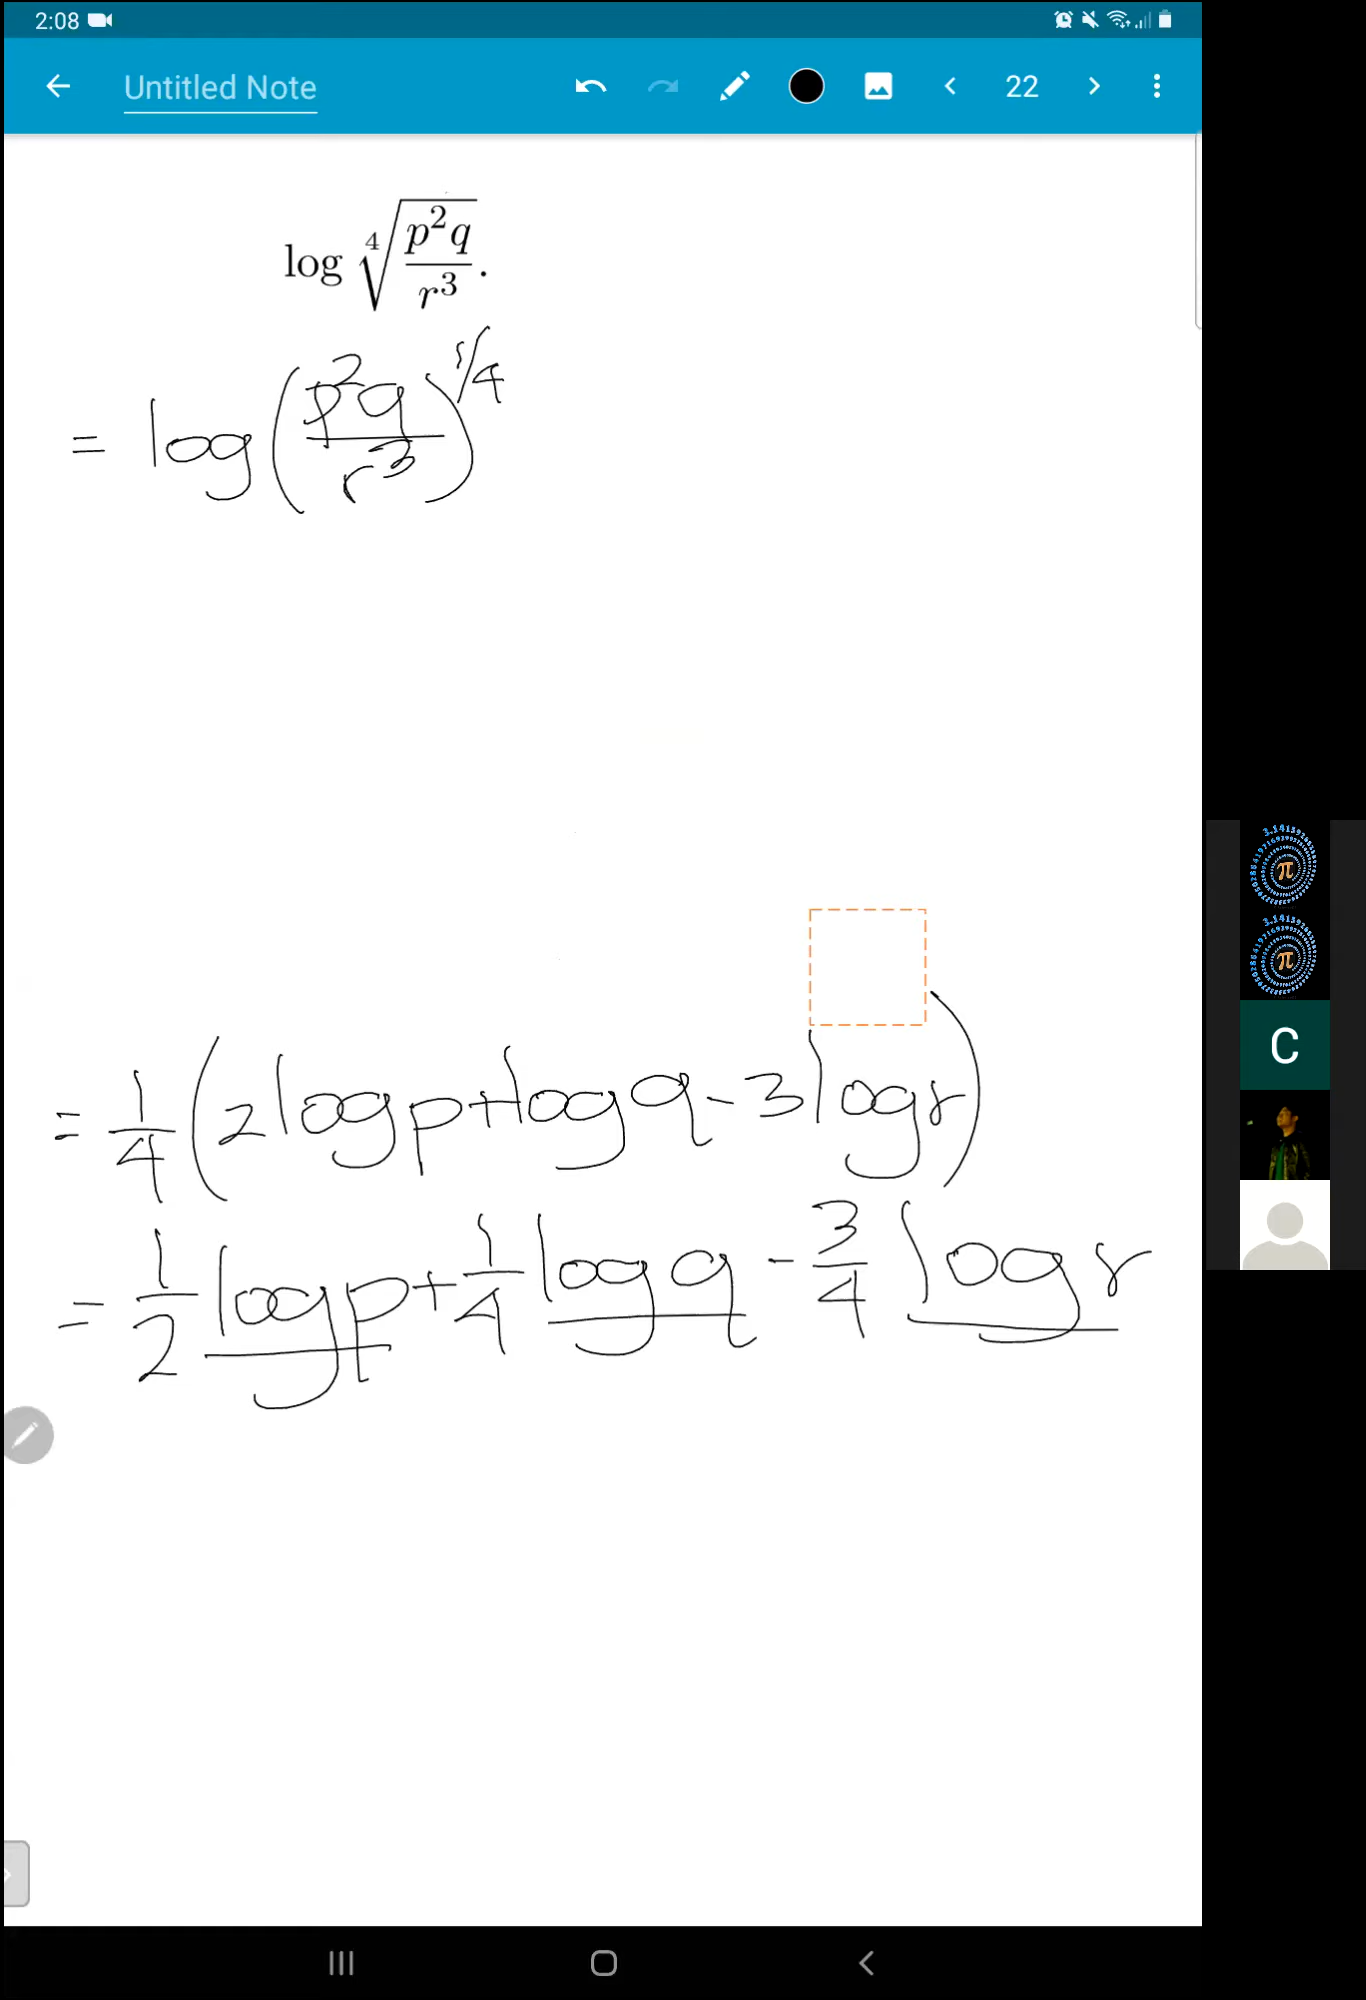 2:08
Untitled Note
22
log ∜(p²q / r³).
= log (p²q / r³)^1/4
= 1/4 (2 log p + log q - 3 log r)
= 1/2 log p + 1/4 log q - 3/4 log r
π
π
C